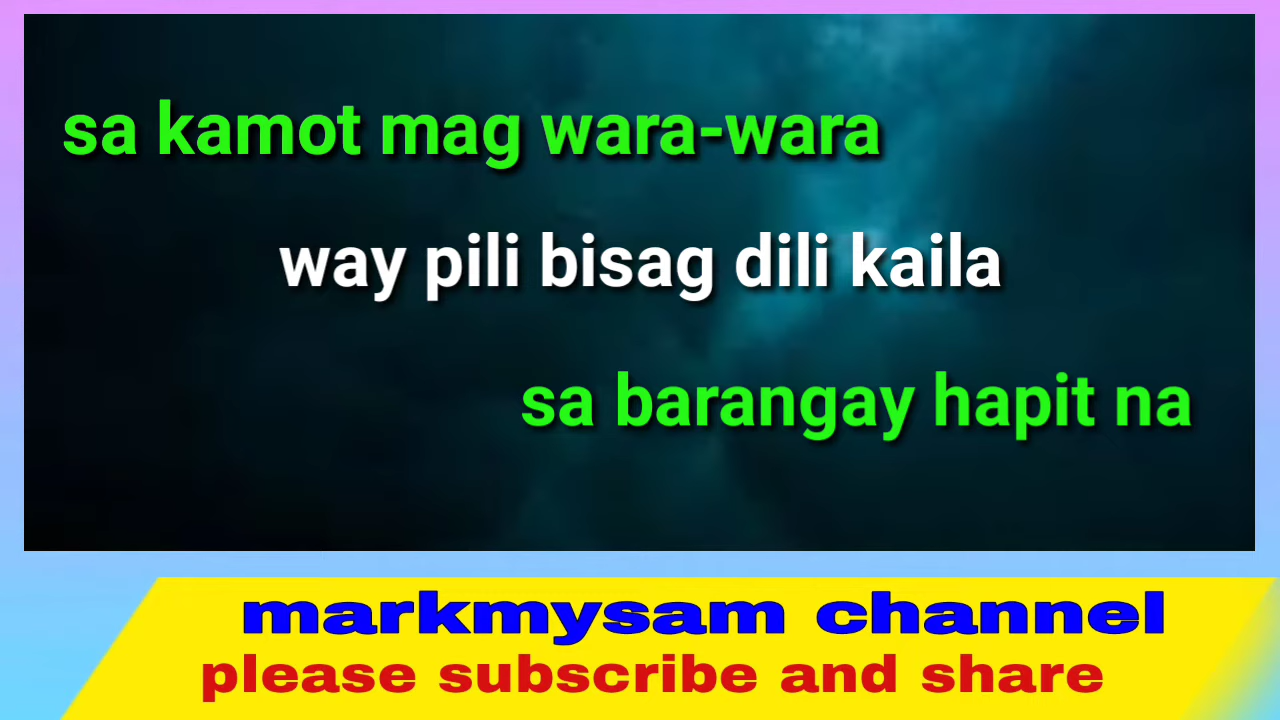 sa kamot mag wara-wara
way pili bisag dili kaila
sa barangay hapit na
markmysam channel
please subscribe and share